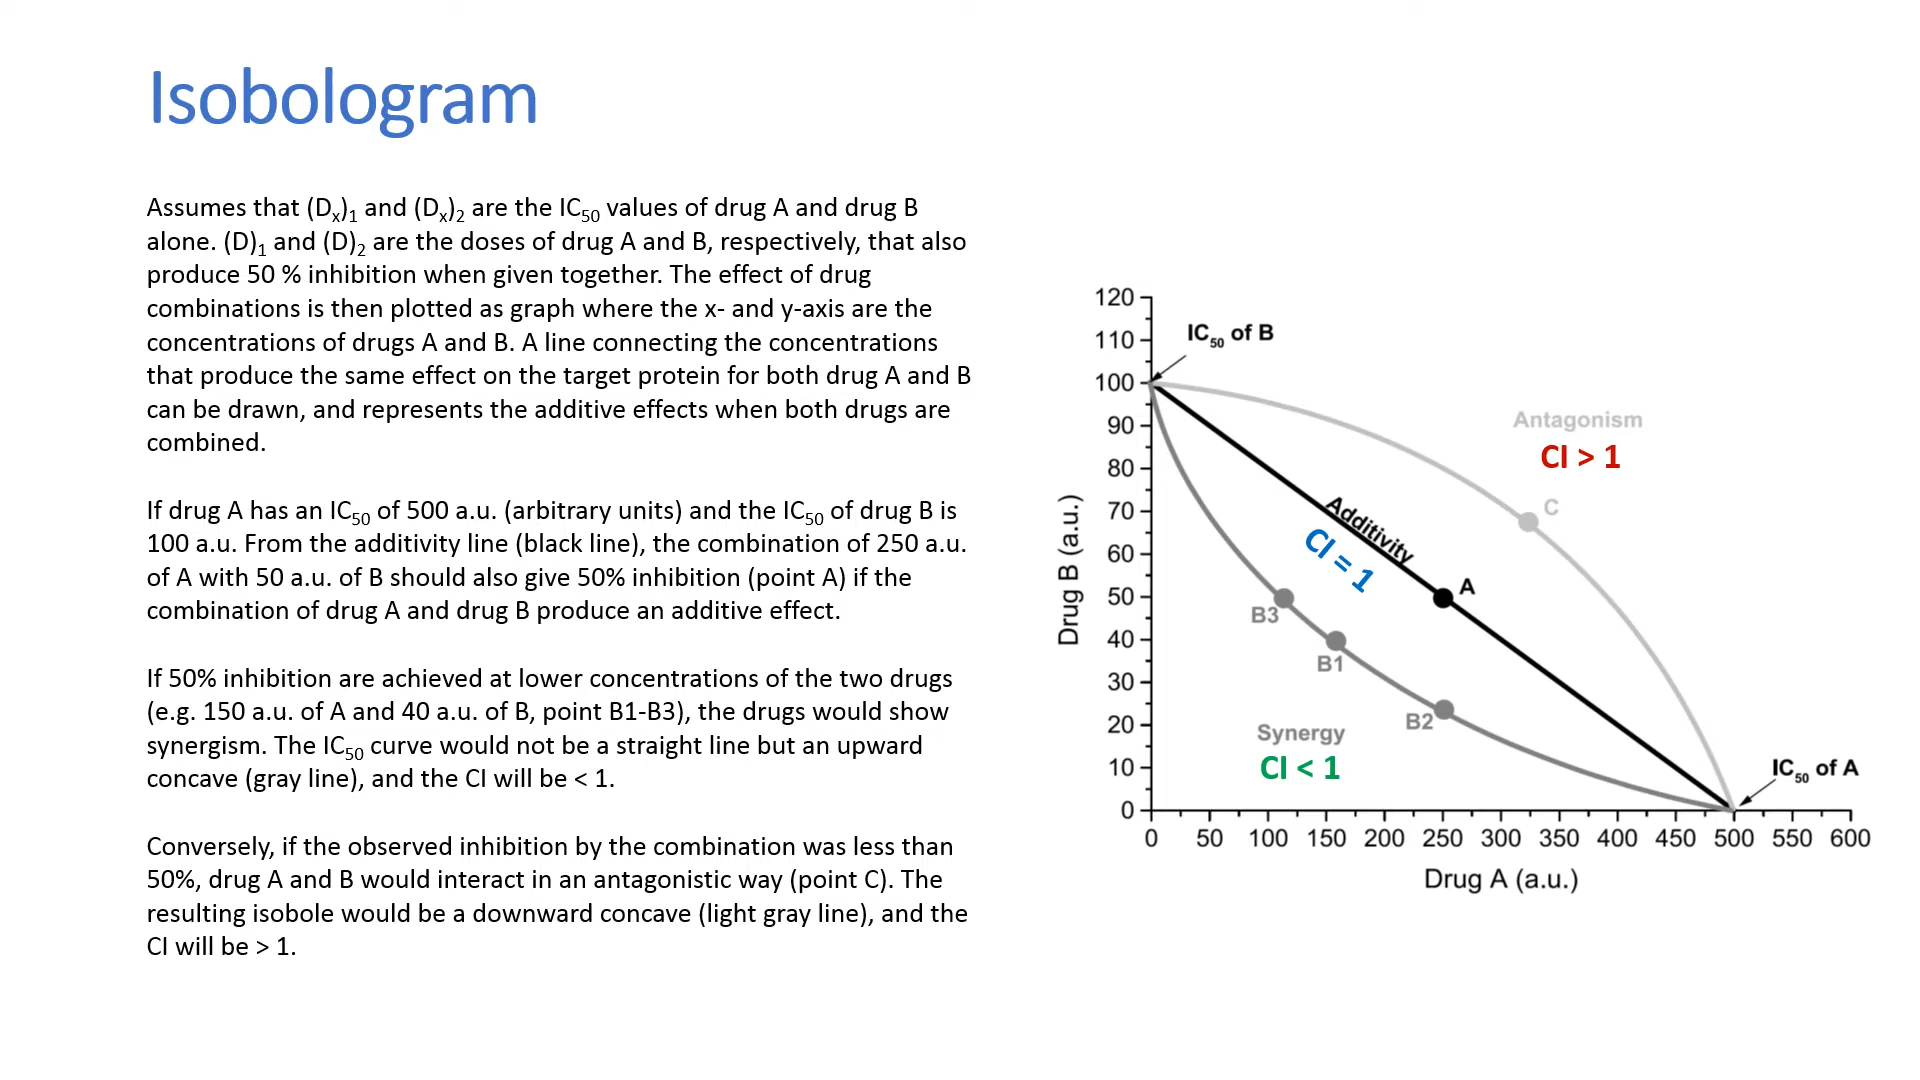 Isobologram
Assumes that (Dx)1 and (Dx)2 are the IC50 values of drug A and drug B
alone. (D)1 and (D)2 are the doses of drug A and B, respectively, that also
produce 50 % inhibition when given together. The effect of drug
combinations is then plotted as graph where the x- and y-axis are the
concentrations of drugs A and B. A line connecting the concentrations
that produce the same effect on the target protein for both drug A and B
can be drawn, and represents the additive effects when both drugs are
combined.
If drug A has an IC50 of 500 a.u. (arbitrary units) and the IC50 of drug B is
100 a.u. From the additivity line (black line), the combination of 250 a.u.
of A with 50 a.u. of B should also give 50% inhibition (point A) if the
combination of drug A and drug B produce an additive effect.
If 50% inhibition are achieved at lower concentrations of the two drugs
(e.g. 150 a.u. of A and 40 a.u. of B, point B1-B3), the drugs would show
synergism. The IC50 curve would not be a straight line but an upward
concave (gray line), and the CI will be < 1.
Conversely, if the observed inhibition by the combination was less than
50%, drug A and B would interact in an antagonistic way (point C). The
resulting isobole would be a downward concave (light gray line), and the
CI will be > 1.
120
110
100
90
80
70
60
50
40
30
20
10
0
Drug B (a.u.)
IC50 of B
Antagonism
CI > 1
C
Additivity
CI = 1
A
B3
B1
B2
Synergy
CI < 1
IC50 of A
0 50 100 150 200 250 300 350 400 450 500 550 600
Drug A (a.u.)